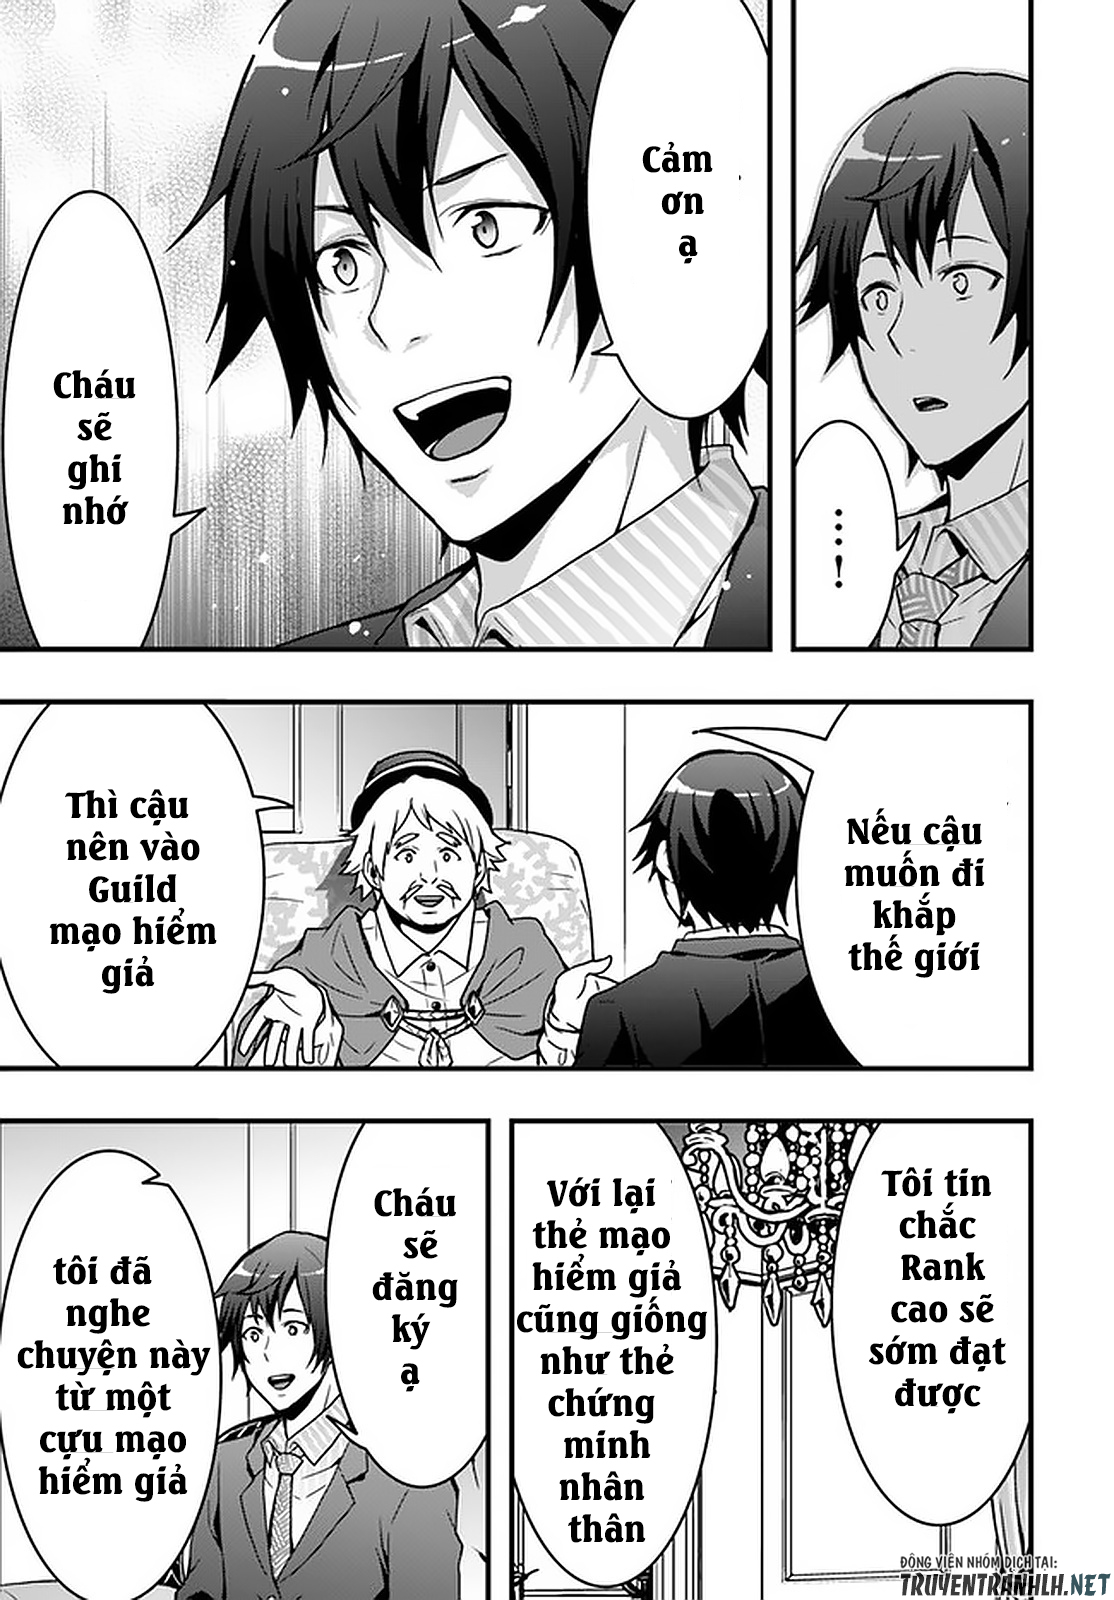 ……!
Cảm
ơn
ạ
Cháu
sẽ
ghi
nhớ
Nếu cậu
muốn đi
khắp
thế giới
Thì cậu
nên vào
Guild
mạo hiểm
giả
Tôi tin
chắc
Rank
cao sẽ
sớm đạt
được
Với lại
thẻ mạo
hiểm giả
cũng giống
như thẻ
chứng
minh
nhân
thân
Cháu
sẽ
đăng
ký
ạ
tôi đã
nghe
chuyện này
từ một
cựu mạo
hiểm giả
ĐỘNG VIÊN NHÓM DỊCH TẠI:
TRUYENTRANHLH.NET